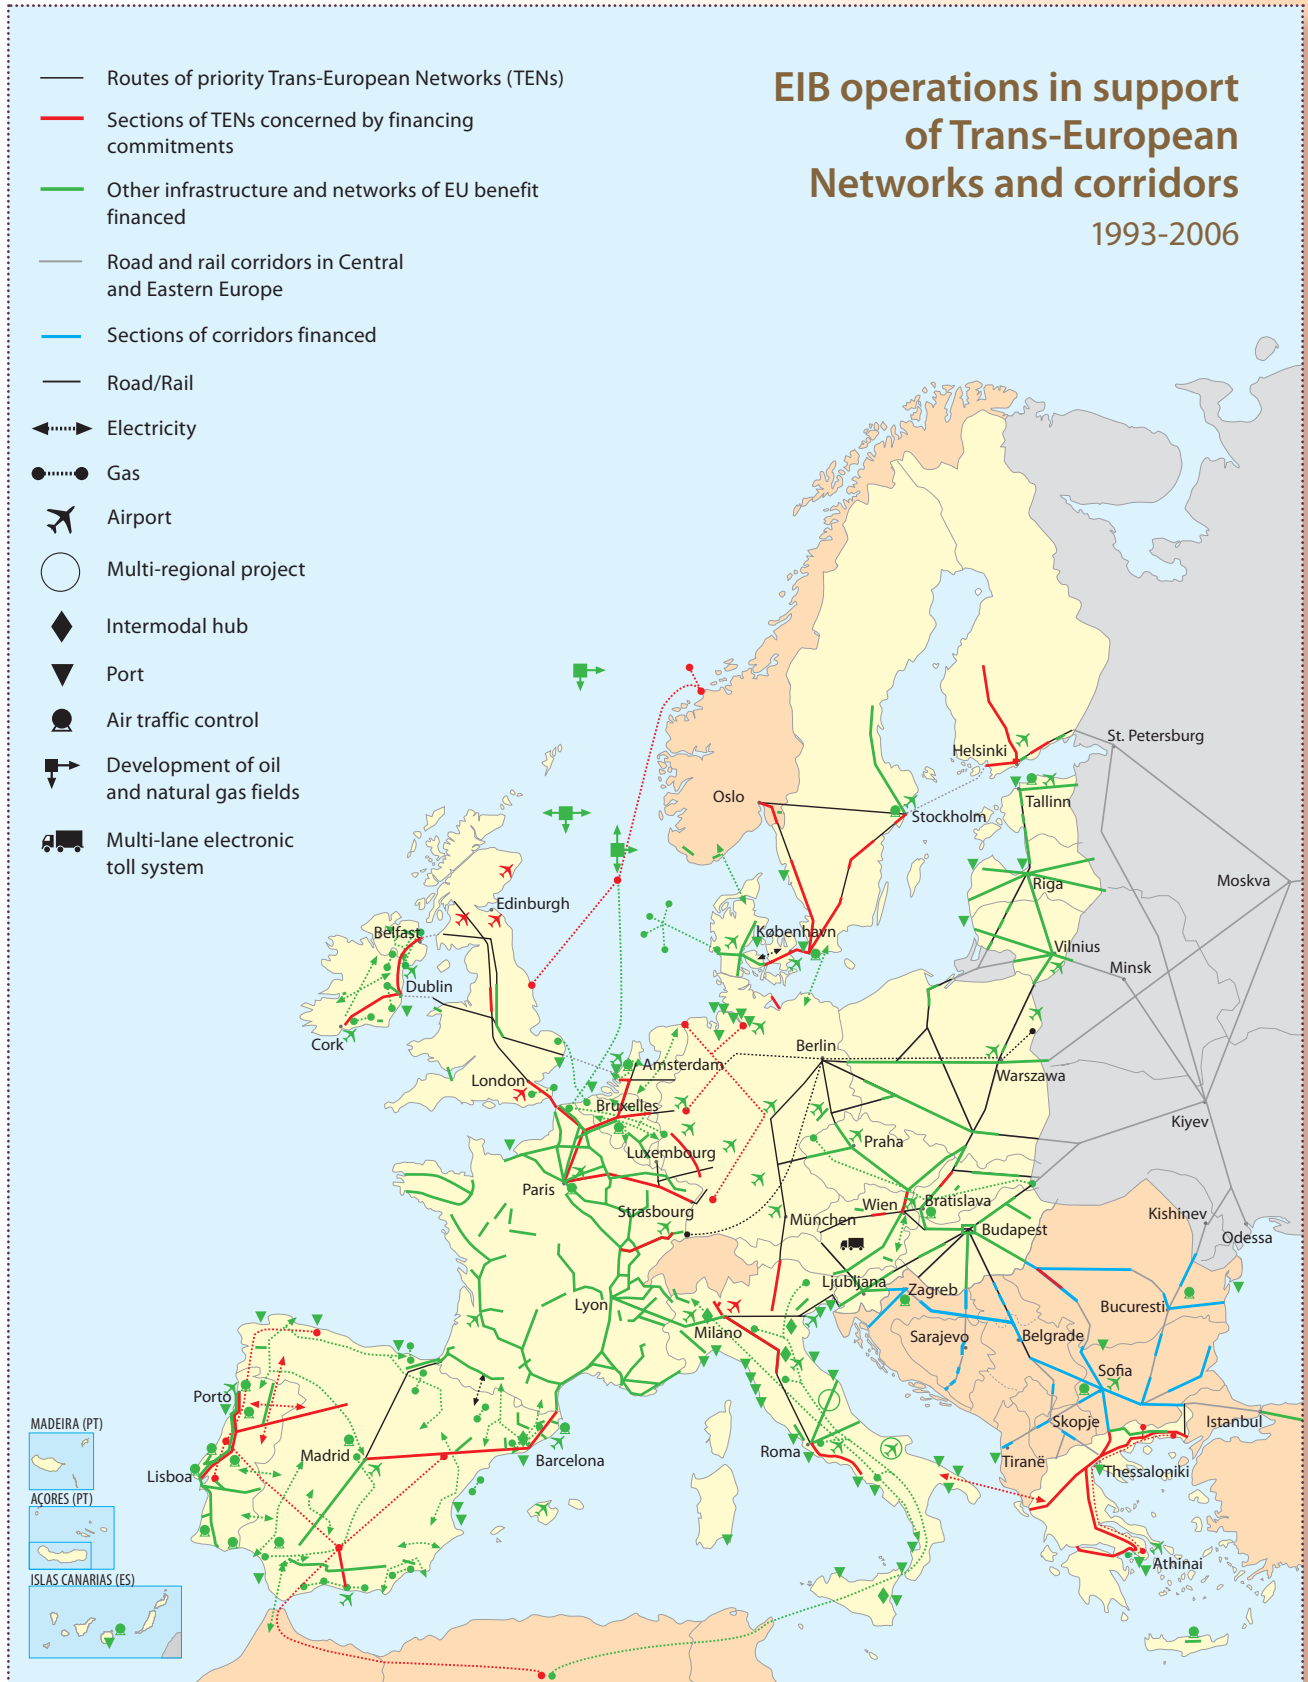 EIB operations in support
of Trans-European
Networks and corridors
1993-2006
Routes of priority Trans-European Networks (TENs)
Sections of TENs concerned by financing
commitments
Other infrastructure and networks of EU benefit
financed
Road and rail corridors in Central
and Eastern Europe
Sections of corridors financed
Road/Rail
Electricity
Gas
Airport
Multi-regional project
Intermodal hub
Port
Air traffic control
Development of oil
and natural gas fields
Multi-lane electronic
toll system
St. Petersburg
Helsinki
Oslo
Tallinn
Stockholm
Moskva
Riga
Edinburgh
Belfast
København
Vilnius
Minsk
Dublin
Cork
Berlin
Amsterdam
Warszawa
London
Bruxelles
Kiyev
Praha
Luxembourg
Paris
Wien
Bratislava
Strasbourg
München
Kishinev
Budapest
Odessa
Ljubljana
Zagreb
Lyon
Bucuresti
Milano
Sarajevo
Belgrade
Sofia
Porto
Skopje
Istanbul
MADEIRA (PT)
Roma
Madrid
Barcelona
Tiranë
Thessaloniki
Lisboa
AÇORES (PT)
Athinai
ISLAS CANARIAS (ES)